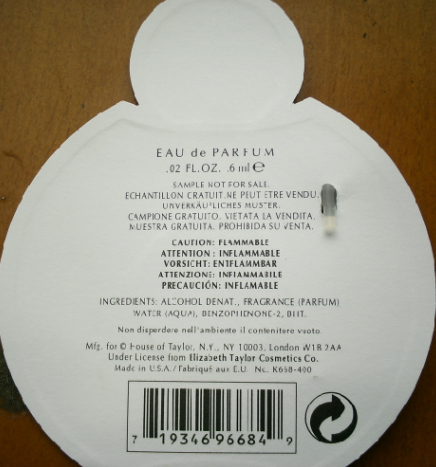 EAU de PARFUM
.02 FL.OZ. .6 ml ℮
SAMPLE NOT FOR SALE.
ECHANTILLON GRATUIT.NE PEUT ÊTRE VENDU.
UNVERKÄUFLICHES MUSTER.
CAMPIONE GRATUITO. VIETATA LA VENDITA.
MUESTRA GRATUITA. PROHIBIDA SU VENTA.
CAUTION: FLAMMABLE
ATTENTION: INFLAMMABLE
VORSICHT: ENTFLAMMBAR
ATTENZIONE: INFIAMMABILE
PRECAUCIÓN: INFLAMABLE
INGREDIENTS: ALCOHOL DENAT., FRAGRANCE (PARFUM)
WATER (AQUA), BENZOPHENONE-2, BHT.
Non disperdere nell'ambiente il contenitore vuoto.
Mfg. for © House of Taylor, N.Y., NY 10003, London W1R 7AA
Under License from Elizabeth Taylor Cosmetics Co.
Made in U.S.A./Fabriqué aux E.U. No. K658-400
7 19346 96684 9